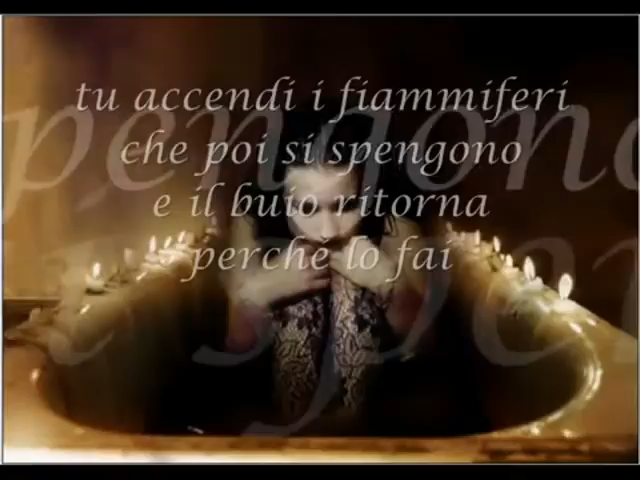 tu accendi i fiammiferi
che poi si spengono
e il buio ritorna
perché lo fai